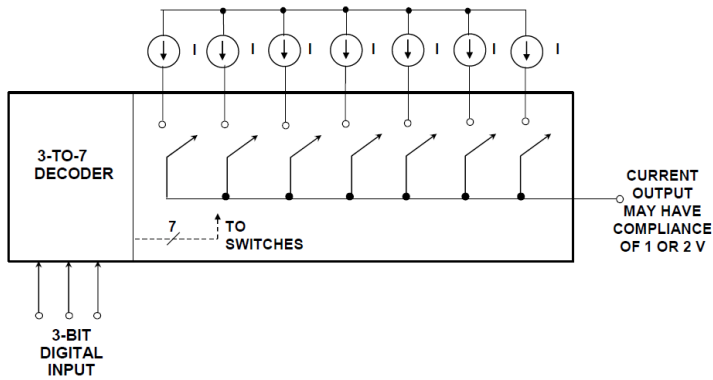 I I I I I I I
3-TO-7
DECODER
7
TO
SWITCHES
CURRENT
OUTPUT
MAY HAVE
COMPLIANCE
OF 1 OR 2 V
3-BIT
DIGITAL
INPUT